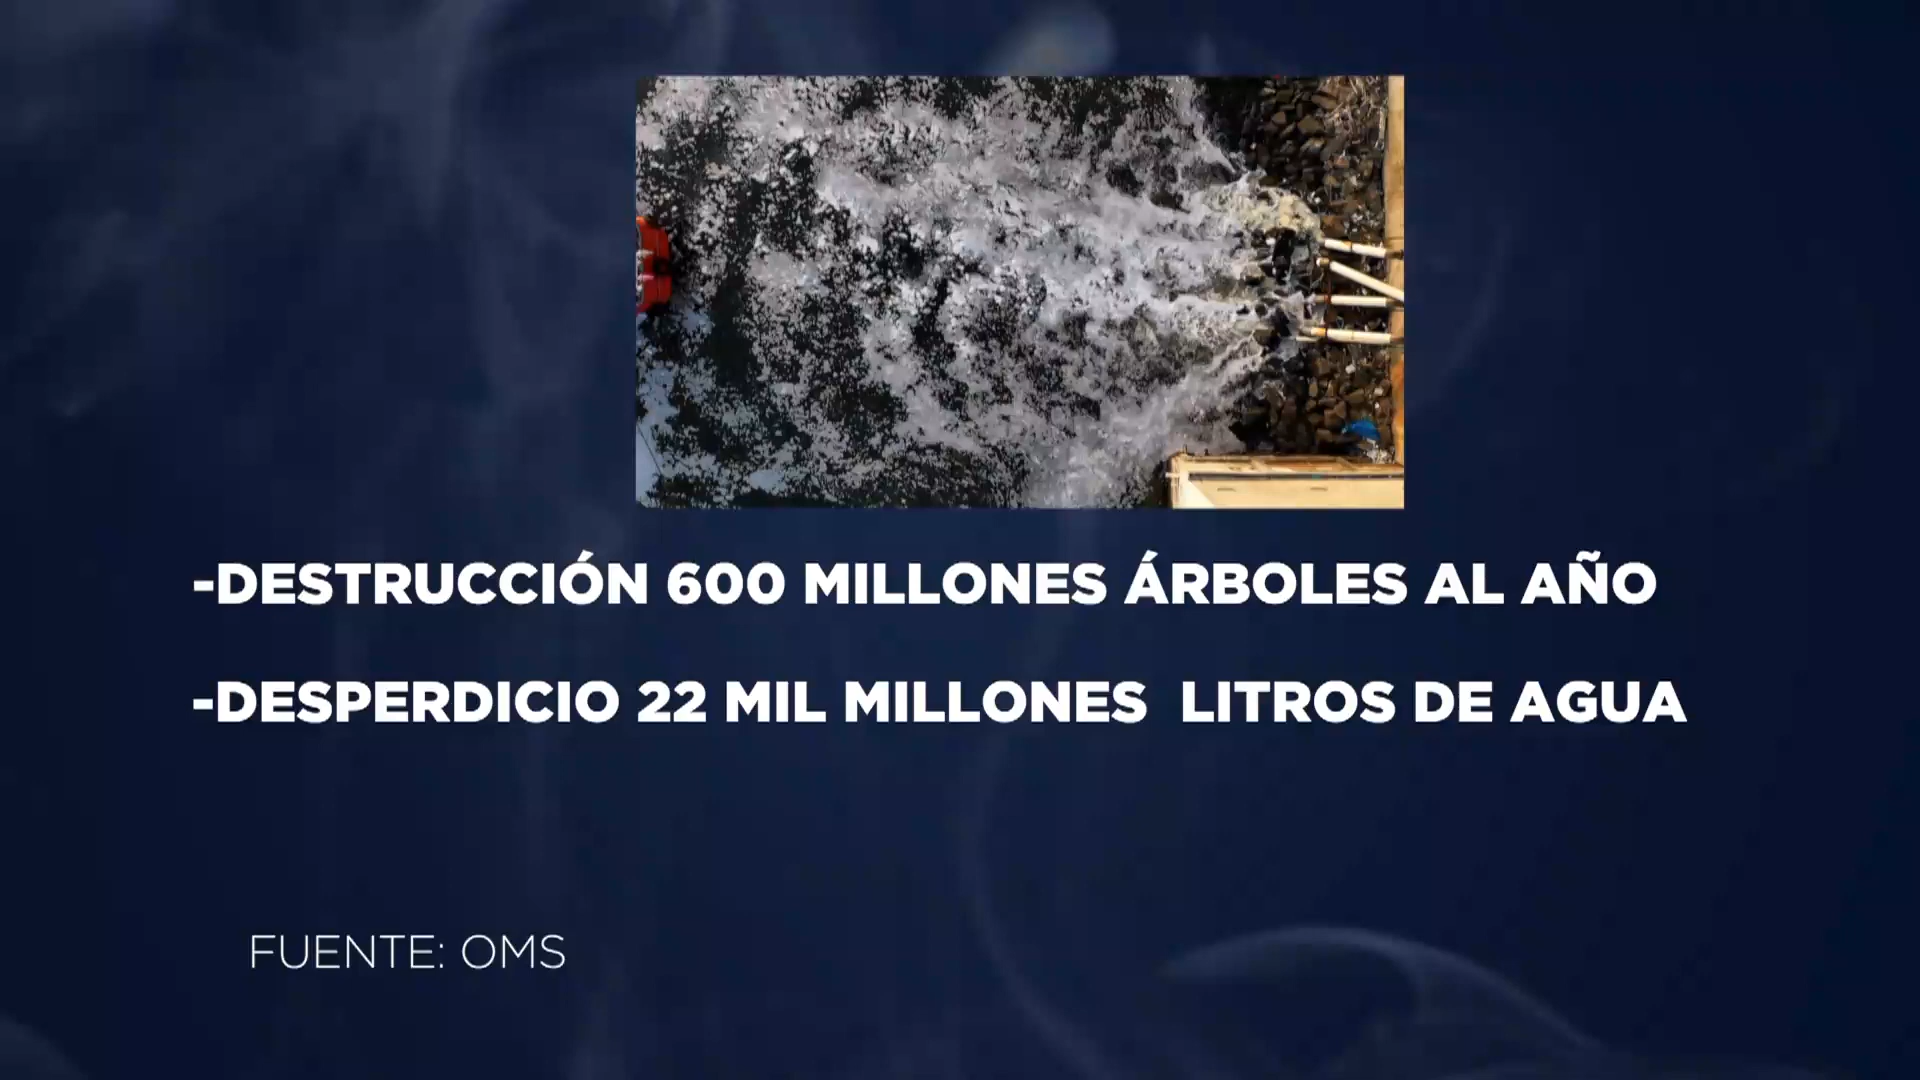 -DESTRUCCIÓN 600 MILLONES ÁRBOLES AL AÑO
-DESPERDICIO 22 MIL MILLONES  LITROS DE AGUA
FUENTE: OMS